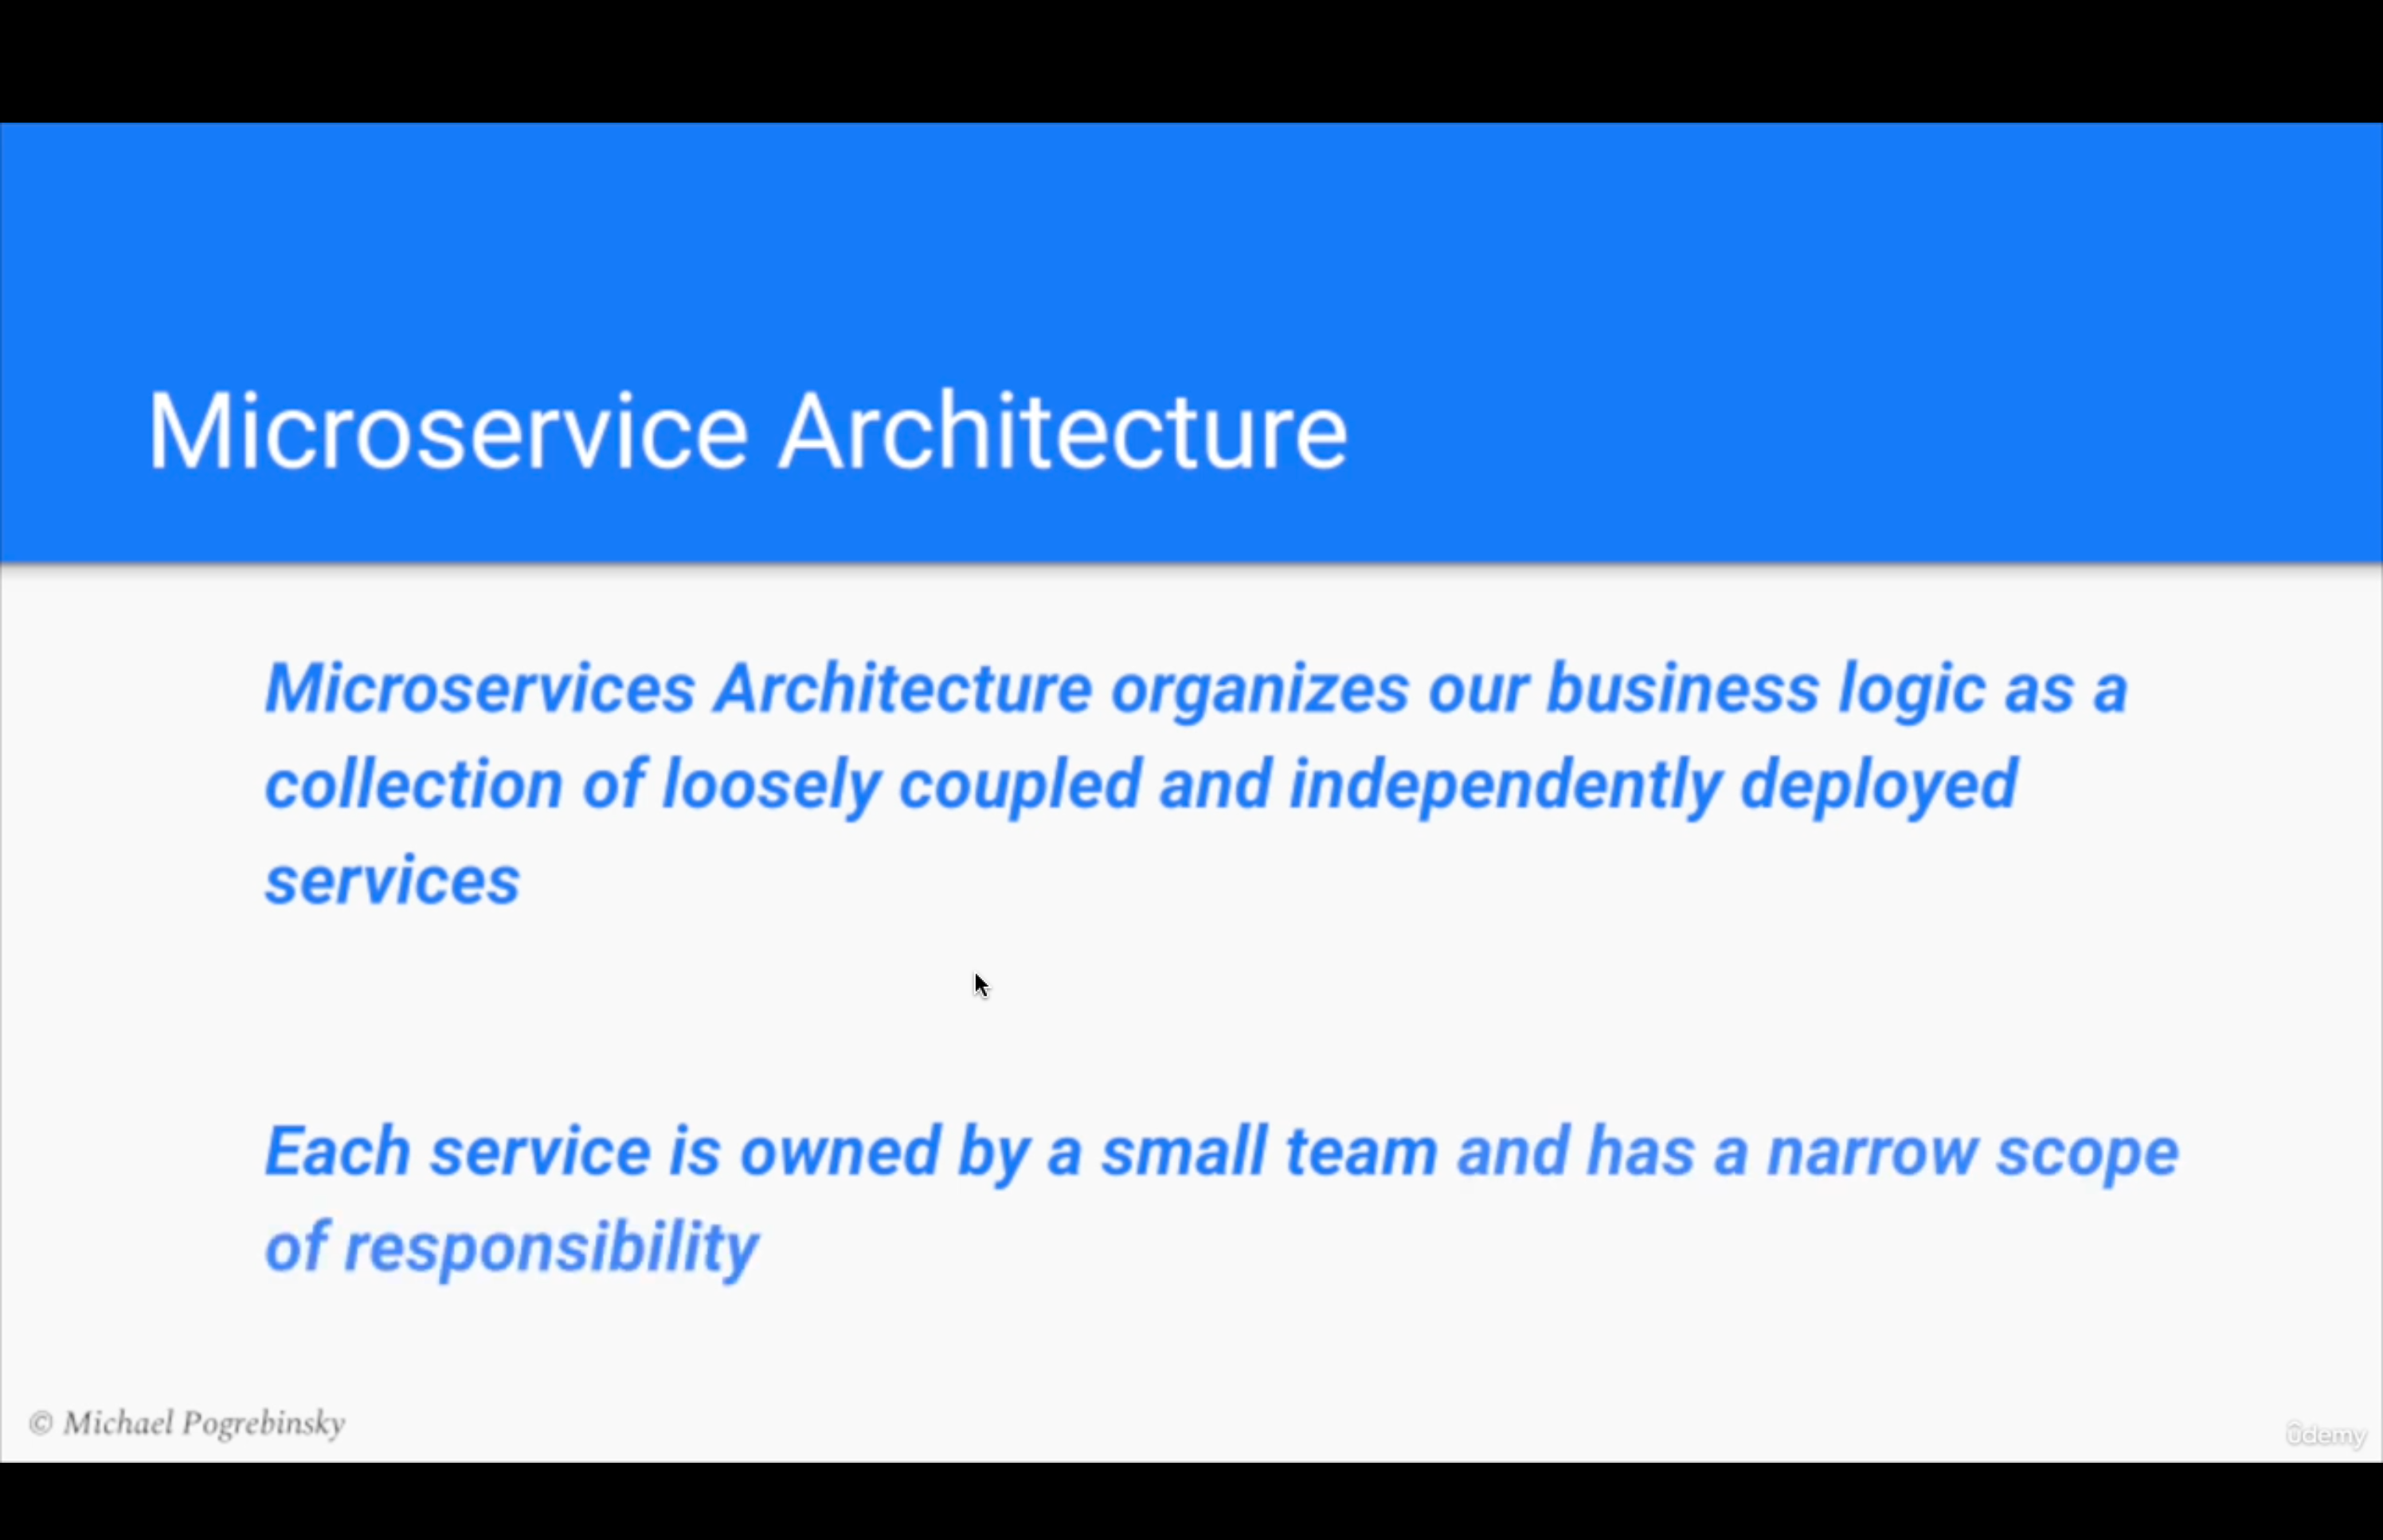 Microservice Architecture
Microservices Architecture organizes our business logic as a
collection of loosely coupled and independently deployed
services
Each service is owned by a small team and has a narrow scope
of responsibility
© Michael Pogrebinsky
ûdemy